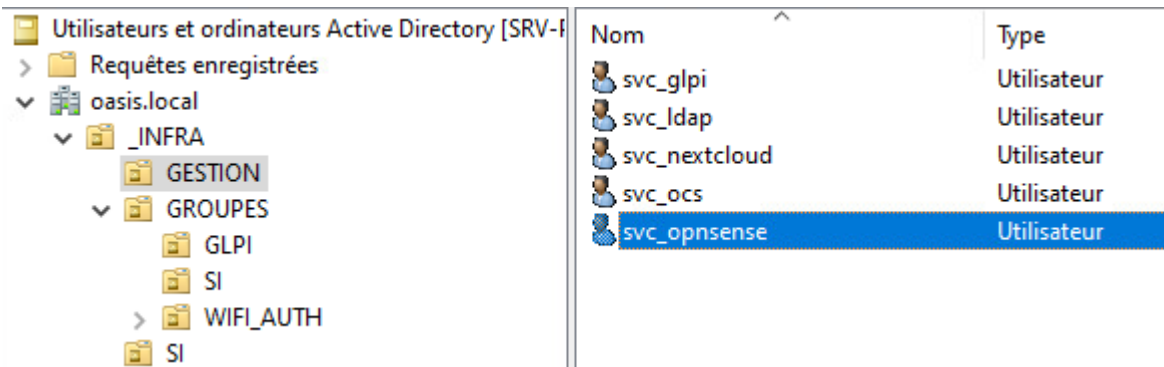 Utilisateurs et ordinateurs Active Directory [SRV-
Requêtes enregistrées
oasis.local
_INFRA
GESTION
GROUPES
GLPI
SI
WIFI_AUTH
SI
Nom Type
svc_glpi Utilisateur
svc_ldap Utilisateur
svc_nextcloud Utilisateur
svc_ocs Utilisateur
svc_opnsense Utilisateur